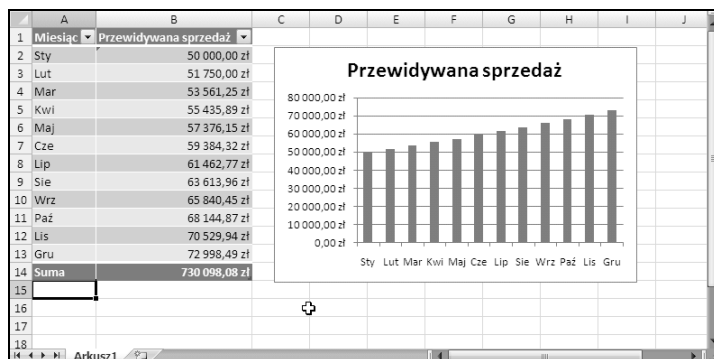 A B C D E F G H I J
1 Miesiąc Przewidywana sprzedaż
2 Sty 50 000,00 zł
3 Lut 51 750,00 zł
4 Mar 53 561,25 zł
5 Kwi 55 435,89 zł
6 Maj 57 376,15 zł
7 Cze 59 384,32 zł
8 Lip 61 462,77 zł
9 Sie 63 613,96 zł
10 Wrz 65 840,45 zł
11 Paź 68 144,87 zł
12 Lis 70 529,94 zł
13 Gru 72 998,49 zł
14 Suma 730 098,08 zł
15
16
17
18
Przewidywana sprzedaż
80 000,00 zł
70 000,00 zł
60 000,00 zł
50 000,00 zł
40 000,00 zł
30 000,00 zł
20 000,00 zł
10 000,00 zł
0,00 zł
Sty Lut Mar Kwi Maj Cze Lip Sie Wrz Paź Lis Gru
Arkusz1